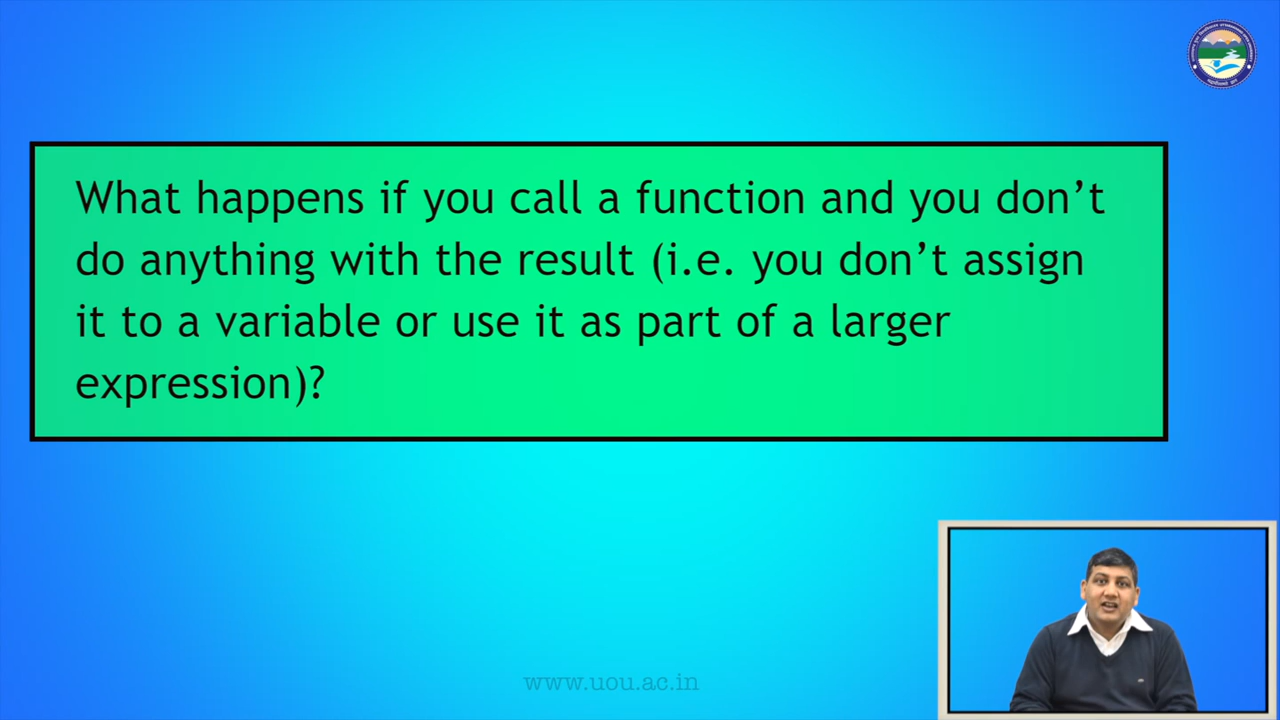 What happens if you call a function and you don’t
do anything with the result (i.e. you don’t assign
it to a variable or use it as part of a larger
expression)?
www.uou.ac.in